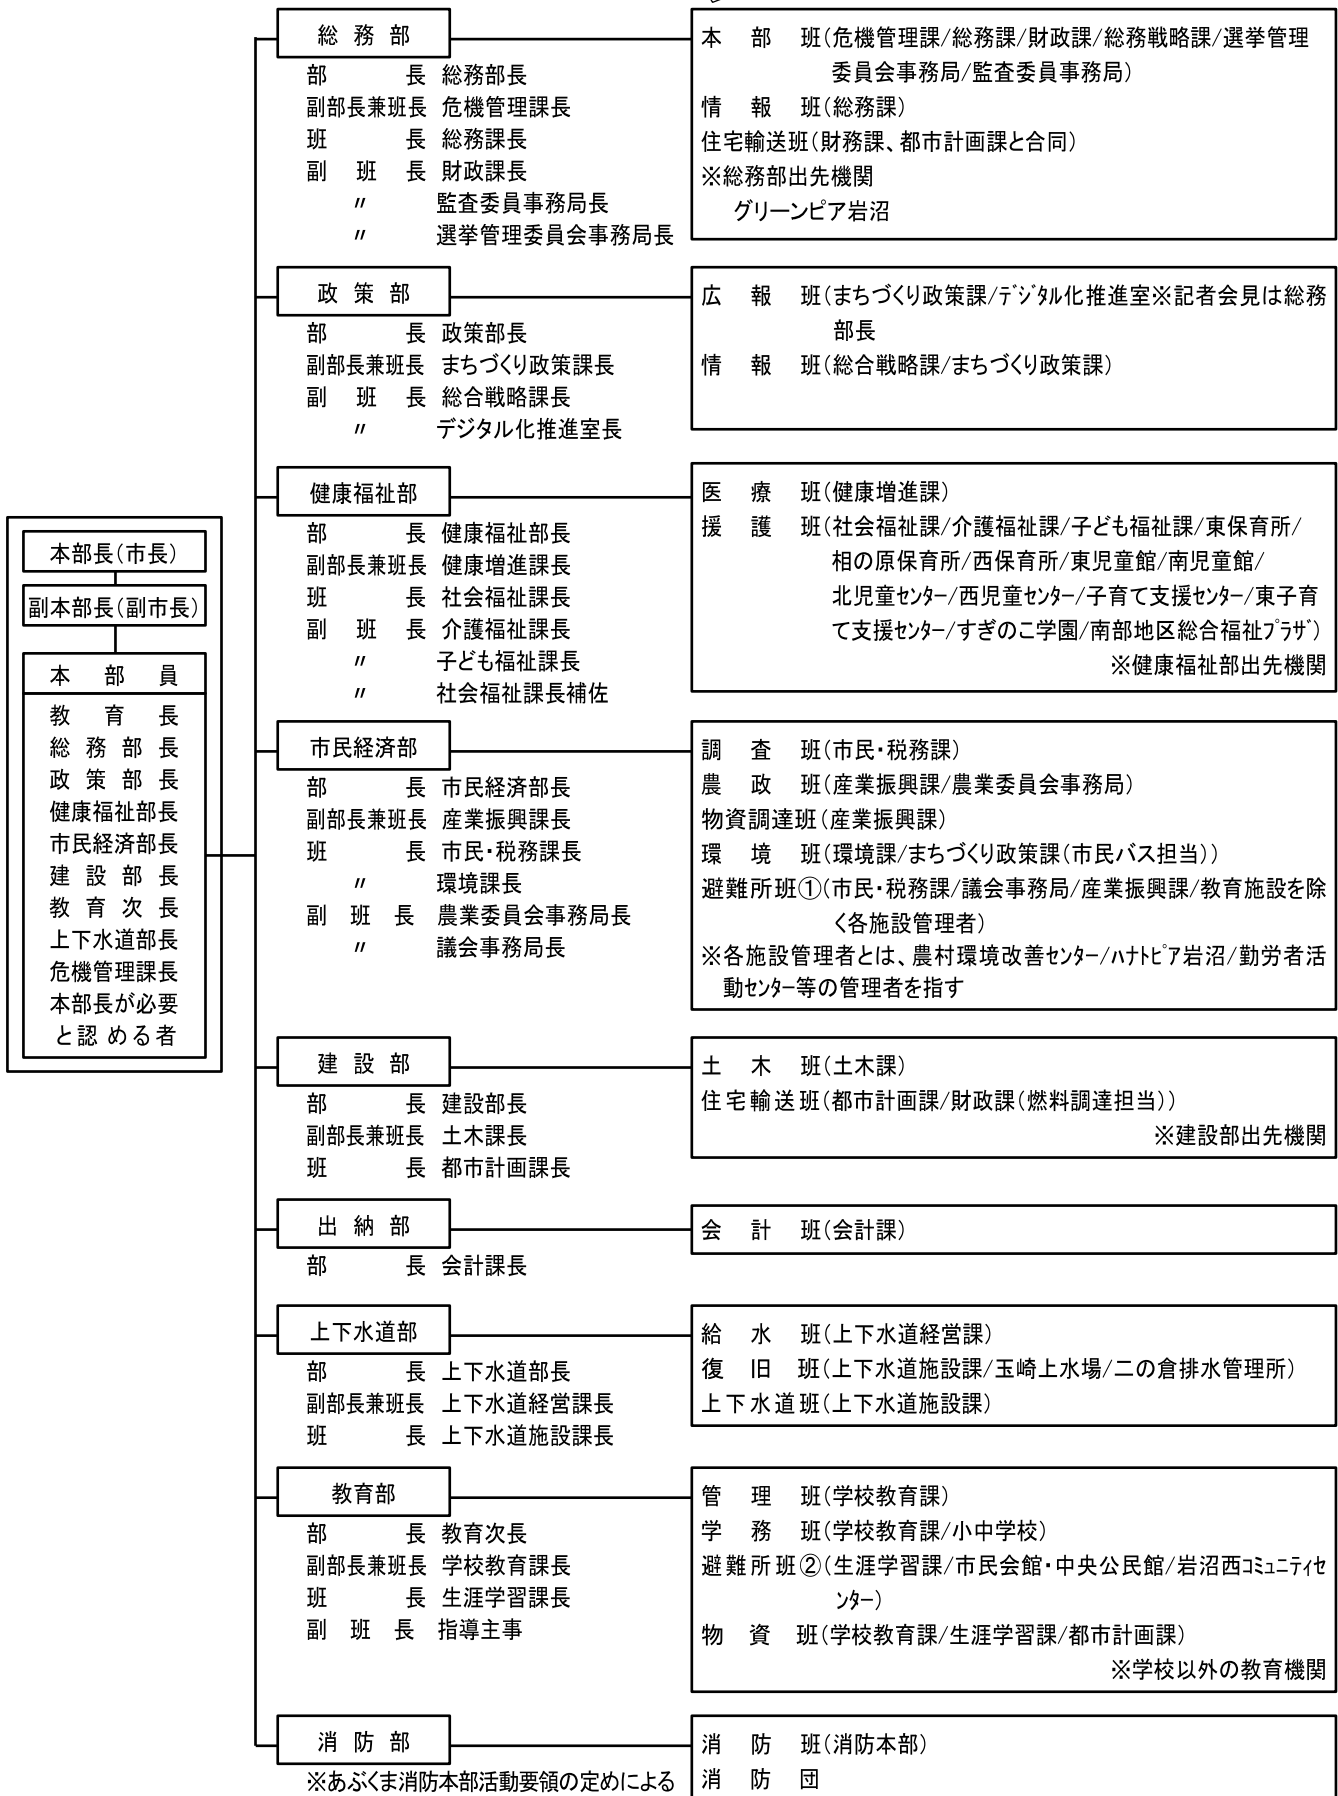 本部長(市長)
副本部長(副市長)
本部員
教育長
総務部長
政策部長
健康福祉部長
市民経済部長
建設部長
教育次長
上下水道部長
危機管理課長
本部長が必要
と認める者
総務部
部長 総務部長
副部長兼班長 危機管理課長
班長 総務課長
副班長 財政課長
〃 監査委員事務局長
〃 選挙管理委員会事務局長
本部班(危機管理課/総務課/財政課/総務戦略課/選挙管理
委員会事務局/監査委員事務局)
情報班(総務課)
住宅輸送班(財務課、都市計画課と合同)
※総務部出先機関
グリーンピア岩沼
政策部
部長 政策部長
副部長兼班長 まちづくり政策課長
副班長 総合戦略課長
〃 デジタル化推進室長
広報班(まちづくり政策課/デジタル化推進室※記者会見は総務
部長
情報班(総合戦略課/まちづくり政策課)
健康福祉部
部長 健康福祉部長
副部長兼班長 健康増進課長
班長 社会福祉課長
副班長 介護福祉課長
〃 子ども福祉課長
〃 社会福祉課長補佐
医療班(健康増進課)
援護班(社会福祉課/介護福祉課/子ども福祉課/東保育所/
相の原保育所/西保育所/東児童館/南児童館/
北児童センター/西児童センター/子育て支援センター/東子育
て支援センター/すぎのこ学園/南部地区総合福祉プラザ)
※健康福祉部出先機関
市民経済部
部長 市民経済部長
副部長兼班長 産業振興課長
班長 市民・税務課長
〃 環境課長
副班長 農業委員会事務局長
〃 議会事務局長
調査班(市民・税務課)
農政班(産業振興課/農業委員会事務局)
物資調達班(産業振興課)
環境班(環境課/まちづくり政策課(市民バス担当))
避難所班①(市民・税務課/議会事務局/産業振興課/教育施設を除
く各施設管理者)
※各施設管理者とは、農村環境改善センター/ハナトピア岩沼/勤労者活
動センター等の管理者を指す
建設部
部長 建設部長
副部長兼班長 土木課長
班長 都市計画課長
土木班(土木課)
住宅輸送班(都市計画課/財政課(燃料調達担当))
※建設部出先機関
出納部
部長 会計課長
会計班(会計課)
上下水道部
部長 上下水道部長
副部長兼班長 上下水道経営課長
班長 上下水道施設課長
給水班(上下水道経営課)
復旧班(上下水道施設課/玉崎上水場/二の倉排水管理所)
上下水道班(上下水道施設課)
教育部
部長 教育次長
副部長兼班長 学校教育課長
班長 生涯学習課長
副班長 指導主事
管理班(学校教育課)
学務班(学校教育課/小中学校)
避難所班②(生涯学習課/市民会館・中央公民館/岩沼西コミュニティセ
ンター)
物資班(学校教育課/生涯学習課/都市計画課)
※学校以外の教育機関
消防部
※あぶくま消防本部活動要領の定めによる
消防班(消防本部)
消防団